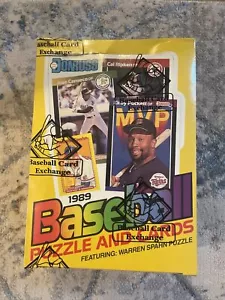 Baseball Card
Exchange
DONRUSS
Cal Ripken
Kirby Puckett
MVP
Twins
Baseball Card
Exchange
1989
Baseball
Baseball Card
Exchange
PUZZLE AND CARDS
FEATURING: WARREN SPAHN PUZZLE